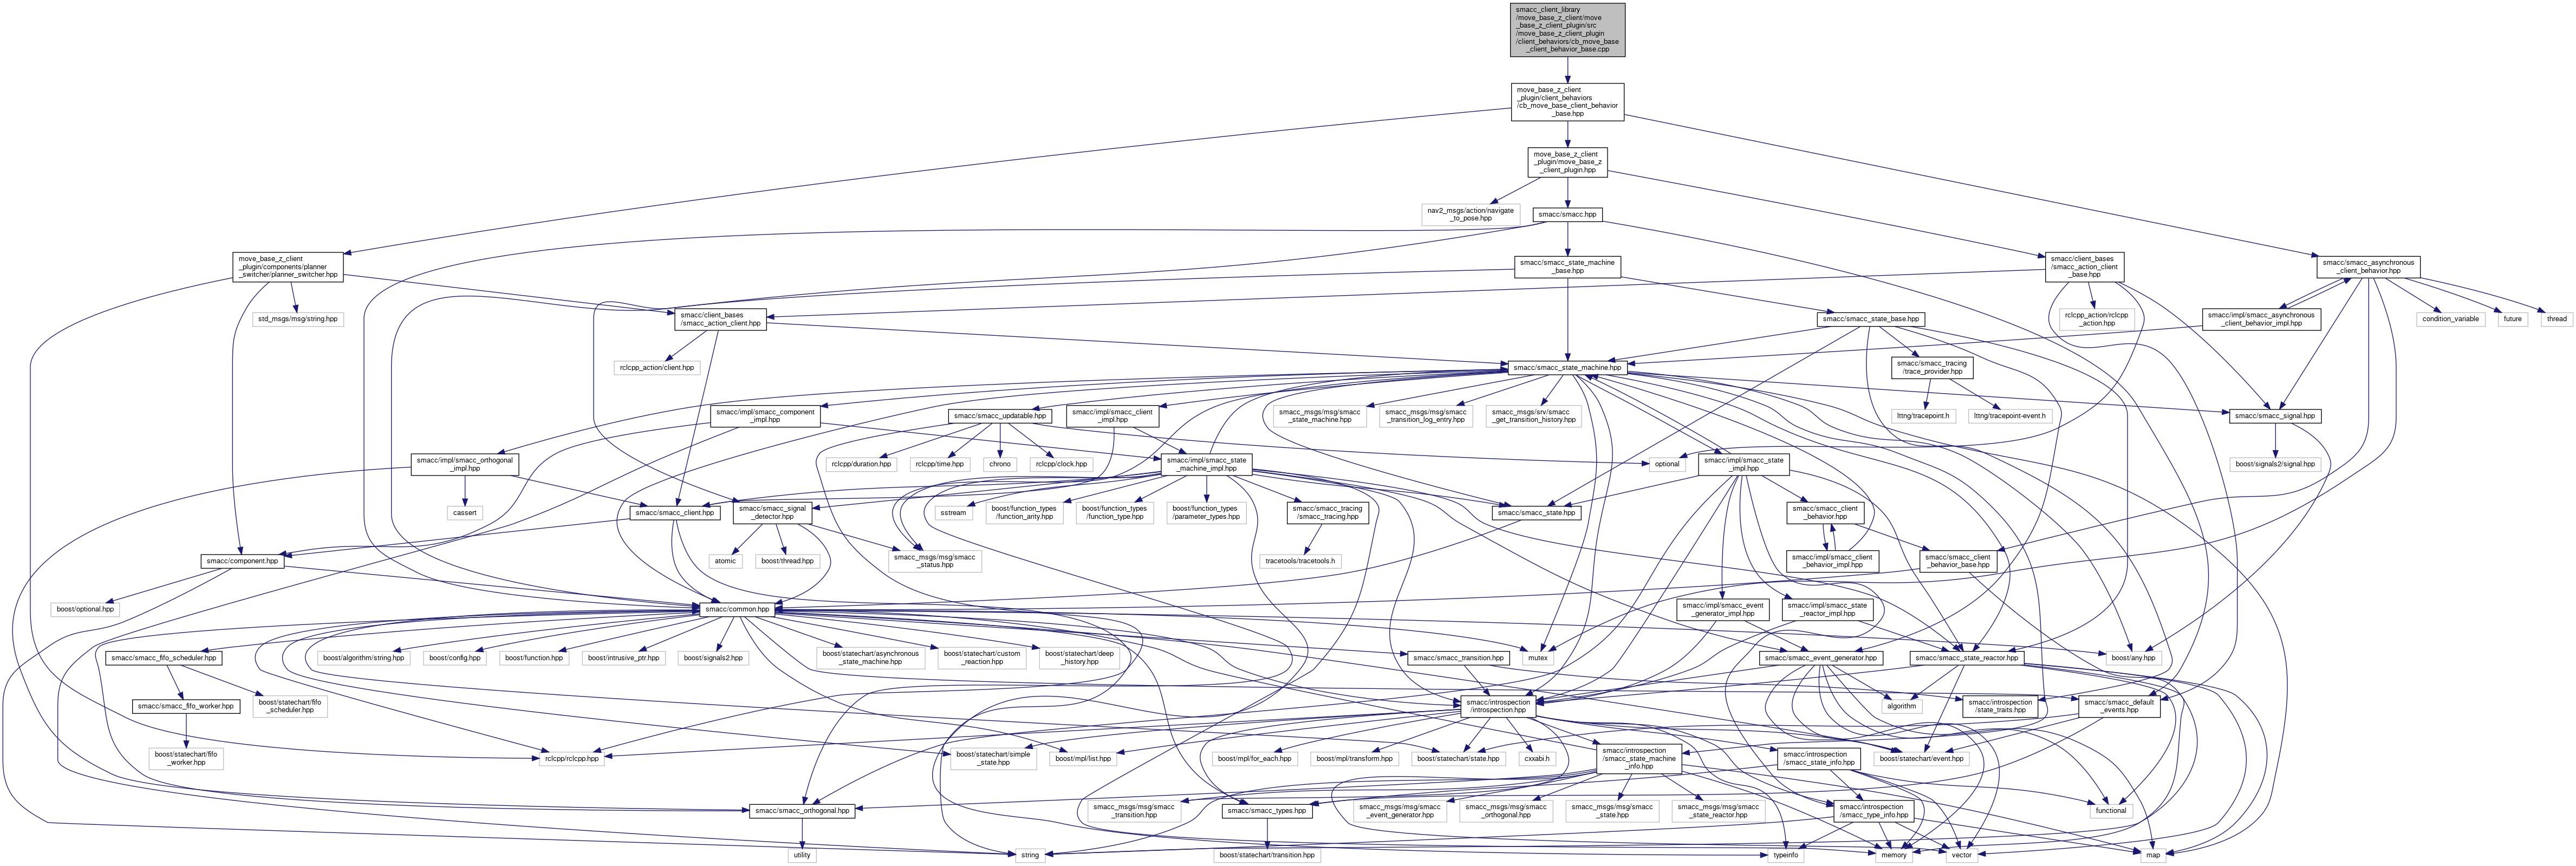 smacc_client_library
/move_base_z_client/move
_base_z_client_plugin/src
/move_base_z_client_plugin
/client_behaviors/cb_move_base
_client_behavior_base.cpp
move_base_z_client
_plugin/client_behaviors
/cb_move_base_client_behavior
_base.hpp
move_base_z_client
_plugin/move_base_z
_client_plugin.hpp
nav2_msgs/action/navigate
_to_pose.hpp
smacc/smacc.hpp
move_base_z_client
_plugin/components/planner
_switcher/planner_switcher.hpp
smacc/smacc_state_machine
_base.hpp
smacc/client_bases
/smacc_action_client
_base.hpp
smacc/smacc_asynchronous
_client_behavior.hpp
std_msgs/msg/string.hpp
smacc/client_bases
/smacc_action_client.hpp
smacc/smacc_state_base.hpp
rclcpp_action/rclcpp
_action.hpp
smacc/impl/smacc_asynchronous
_client_behavior_impl.hpp
condition_variable
future
thread
rclcpp_action/client.hpp
smacc/smacc_state_machine.hpp
smacc/smacc_tracing
/trace_provider.hpp
smacc/impl/smacc_component
_impl.hpp
smacc/smacc_updatable.hpp
smacc/impl/smacc_client
_impl.hpp
smacc_msgs/msg/smacc
_state_machine.hpp
smacc_msgs/msg/smacc
_transition_log_entry.hpp
smacc_msgs/srv/smacc
_get_transition_history.hpp
lttng/tracepoint.h
lttng/tracepoint-event.h
smacc/smacc_signal.hpp
smacc/impl/smacc_orthogonal
_impl.hpp
rclcpp/duration.hpp
rclcpp/time.hpp
chrono
rclcpp/clock.hpp
smacc/impl/smacc_state
_machine_impl.hpp
optional
smacc/impl/smacc_state
_impl.hpp
boost/signals2/signal.hpp
cassert
smacc/smacc_client.hpp
smacc/smacc_signal
_detector.hpp
sstream
boost/function_types
/function_arity.hpp
boost/function_types
/function_type.hpp
boost/function_types
/parameter_types.hpp
smacc/smacc_tracing
/smacc_tracing.hpp
smacc/smacc_state.hpp
smacc/smacc_client
_behavior.hpp
smacc/component.hpp
atomic
boost/thread.hpp
smacc_msgs/msg/smacc
_status.hpp
tracetools/tracetools.h
smacc/impl/smacc_client
_behavior_impl.hpp
smacc/smacc_client
_behavior_base.hpp
boost/optional.hpp
smacc/common.hpp
smacc/impl/smacc_event
_generator_impl.hpp
smacc/impl/smacc_state
_reactor_impl.hpp
smacc/smacc_fifo_scheduler.hpp
boost/algorithm/string.hpp
boost/config.hpp
boost/function.hpp
boost/intrusive_ptr.hpp
boost/signals2.hpp
boost/statechart/asynchronous
_state_machine.hpp
boost/statechart/custom
_reaction.hpp
boost/statechart/deep
_history.hpp
smacc/smacc_transition.hpp
mutex
smacc/smacc_event_generator.hpp
smacc/smacc_state_reactor.hpp
boost/any.hpp
smacc/smacc_fifo_worker.hpp
boost/statechart/fifo
_scheduler.hpp
smacc/introspection
/introspection.hpp
algorithm
smacc/introspection
/state_traits.hpp
smacc/smacc_default
_events.hpp
boost/statechart/fifo
_worker.hpp
rclcpp/rclcpp.hpp
boost/statechart/simple
_state.hpp
boost/mpl/list.hpp
boost/mpl/for_each.hpp
boost/mpl/transform.hpp
boost/statechart/state.hpp
cxxabi.h
smacc/introspection
/smacc_state_machine
_info.hpp
smacc/introspection
/smacc_state_info.hpp
boost/statechart/event.hpp
smacc/smacc_orthogonal.hpp
smacc_msgs/msg/smacc
_transition.hpp
smacc/smacc_types.hpp
smacc_msgs/msg/smacc
_event_generator.hpp
smacc_msgs/msg/smacc
_orthogonal.hpp
smacc_msgs/msg/smacc
_state.hpp
smacc_msgs/msg/smacc
_state_reactor.hpp
smacc/introspection
/smacc_type_info.hpp
functional
utility
string
boost/statechart/transition.hpp
typeinfo
memory
vector
map